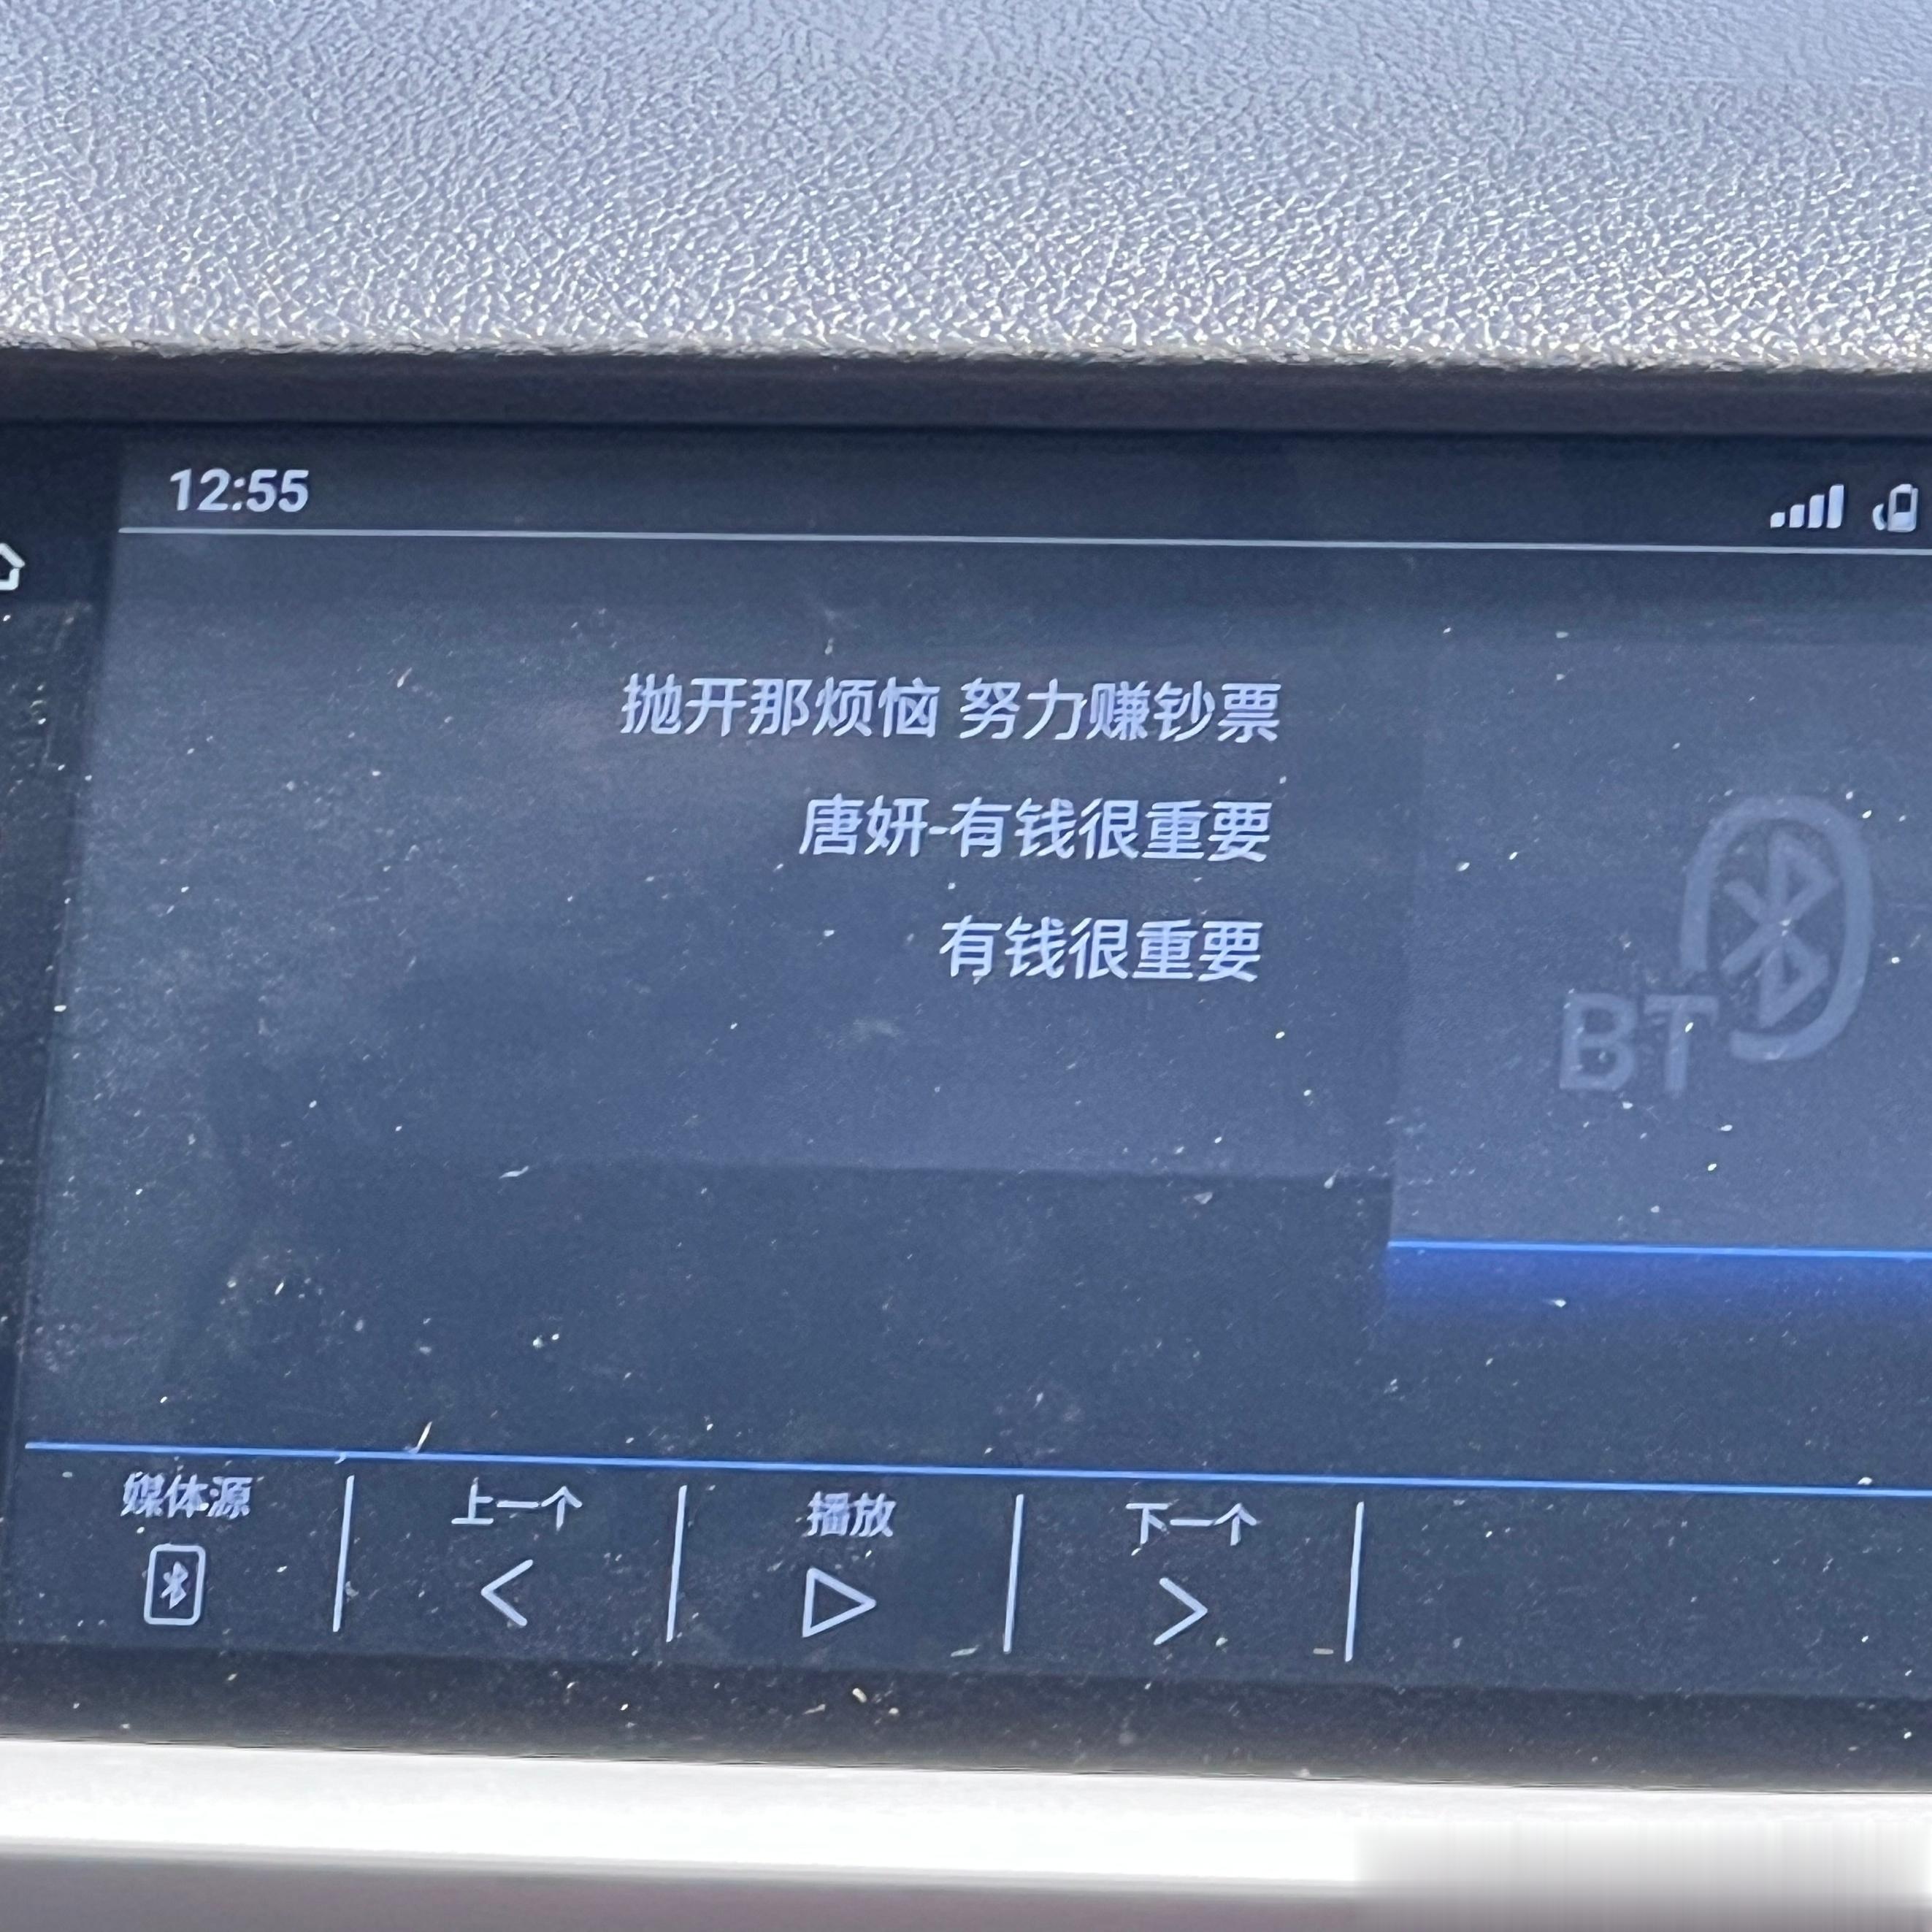 12:55
抛开那烦恼 努力赚钞票
唐妍-有钱很重要
有钱很重要
BT
媒体源
上一个
播放
下一个